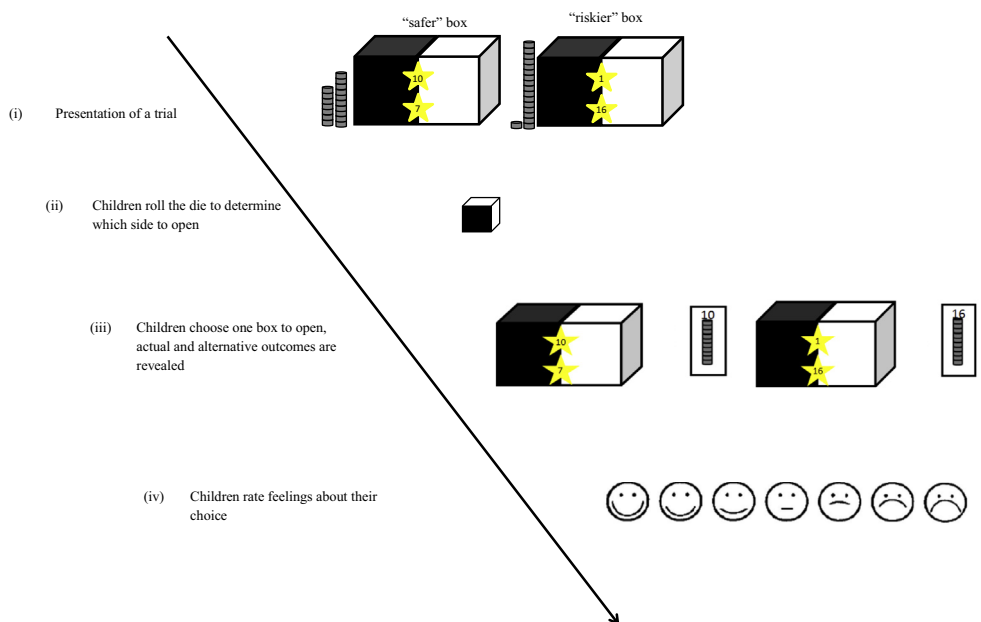 “safer” box
“riskier” box
10
7
1
16
(i) Presentation of a trial
(ii) Children roll the die to determine
which side to open
(iii) Children choose one box to open,
actual and alternative outcomes are
revealed
10
7
10
1
16
16
(iv) Children rate feelings about their
choice